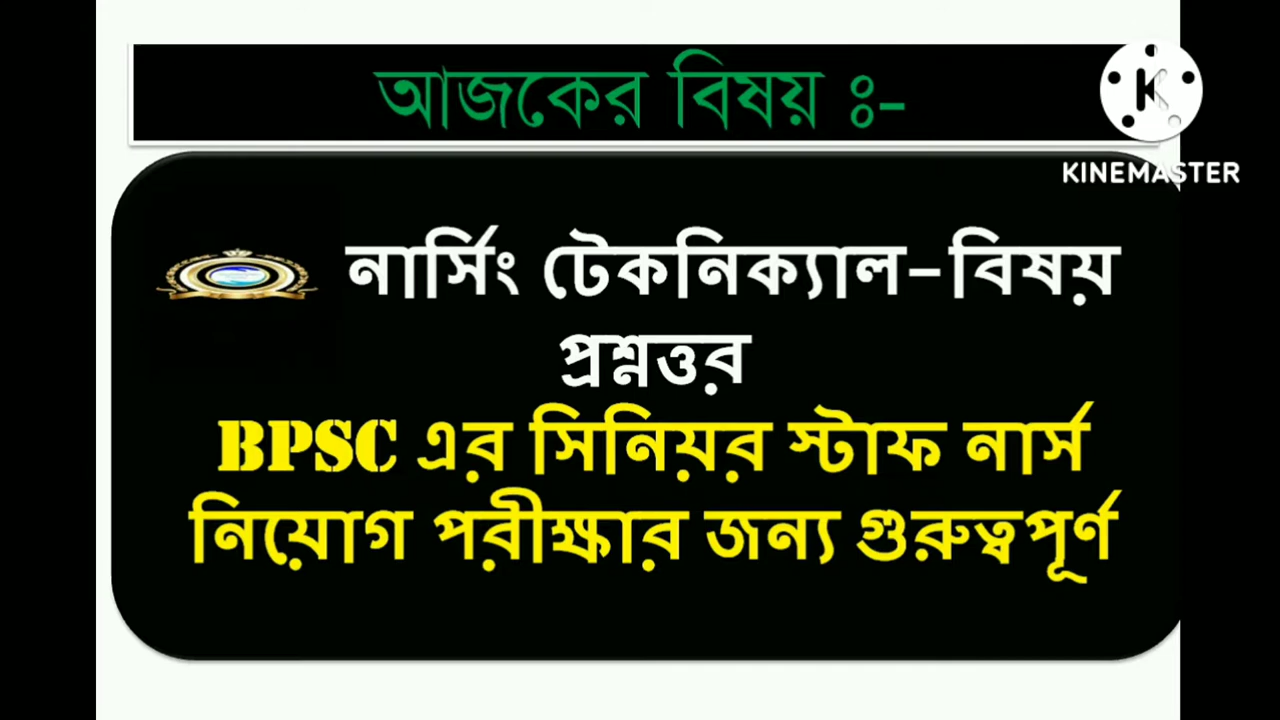 আজকের বিষয় ঃ-
KINEMASTER
নার্সিং টেকনিক্যাল-বিষয়
প্রশ্নত্তর
BPSC এর সিনিয়র স্টাফ নার্স
নিয়োগ পরীক্ষার জন্য গুরুত্বপূর্ণ